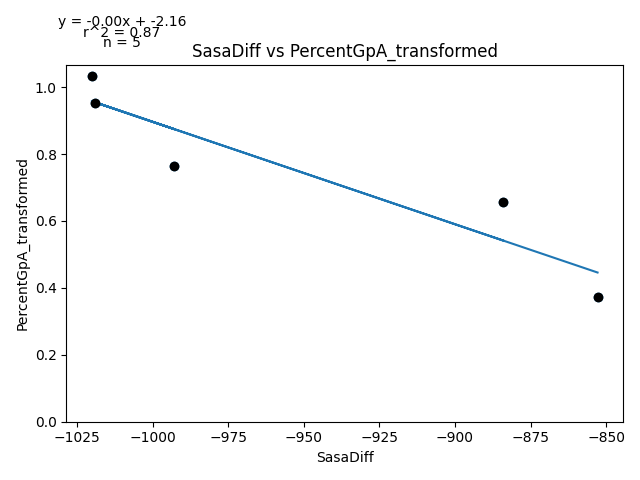 y = -0.00x + -2.16
r^2 = 0.87
n = 5
SasaDiff vs PercentGpA_transformed
PercentGpA_transformed
1.0
0.8
0.6
0.4
0.2
0.0
−1025 −1000 −975 −950 −925 −900 −875 −850
SasaDiff